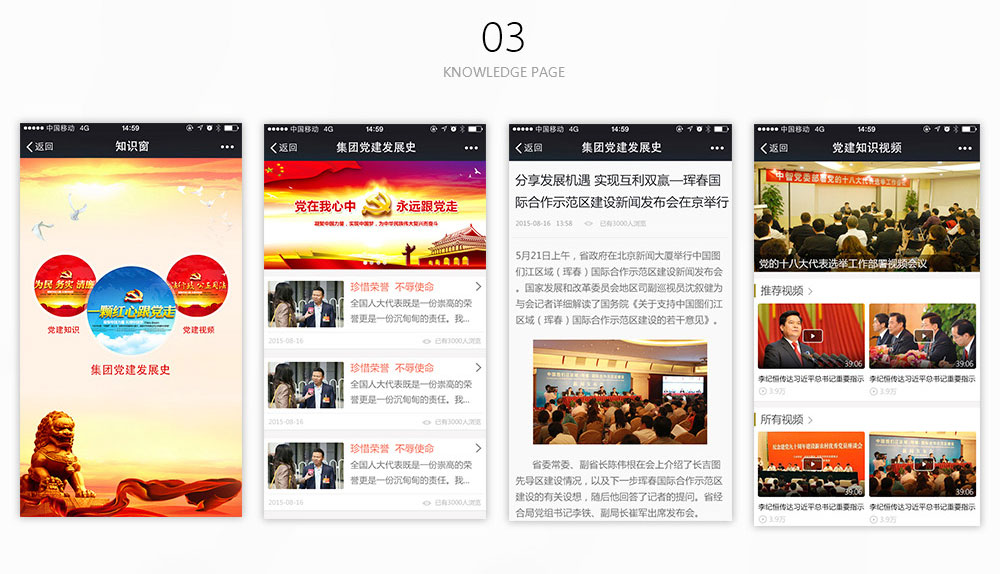 03
KNOWLEDGE PAGE
中国移动 4G 14:59
返回 知识窗
为民 务实 清廉
一颗红心跟党走
党建知识
党建视频
集团党建发展史
中国移动 4G 14:59
返回 集团党建发展史
党在我心中 永远跟党走
凝聚中国力量，实现中国梦，为中华民族伟大复兴而奋斗
珍惜荣誉 不辱使命
全国人大代表既是一份崇高的荣
誉更是一份沉甸甸的责任。我...
2015-08-16 已有3000人浏览
珍惜荣誉 不辱使命
全国人大代表既是一份崇高的荣
誉更是一份沉甸甸的责任。我...
2015-08-16 已有3000人浏览
珍惜荣誉 不辱使命
全国人大代表既是一份崇高的荣
誉更是一份沉甸甸的责任。我...
2015-08-16 已有3000人浏览
中国移动 4G 14:59
返回 集团党建发展史
分享发展机遇 实现互利双赢—珲春国
际合作示范区建设新闻发布会在京举行
2015-08-16 13:58 已有3000人浏览
5月21日上午，省政府在北京新闻大厦举行中国图
们江区域（珲春）国际合作示范区建设新闻发布会
。国家发展和改革委员会地区司副巡视员沈叙健为
与会记者详细解读了国务院《关于支持中国图们江
区域（珲春）国际合作示范区建设的若干意见》。
省委常委、副省长陈伟根在会上介绍了长吉图
先导区建设情况，以及下一步珲春国际合作示范区
建设的有关设想，随后他回答了记者的提问。省经
合局党组书记李铁、副局长崔军出席发布会。
中国移动 4G 14:59
返回 党建知识视频
中智党委部署党的十八大代表选举工作会议
党的十八大代表选举工作部署视频会议
推荐视频
39:06
39:06
李纪恒传达习近平总书记重要指示
李纪恒传达习近平总书记重要指示
3.9万
3.9万
所有视频
39:06
39:06
李纪恒传达习近平总书记重要指示
李纪恒传达习近平总书记重要指示
3.9万
3.9万